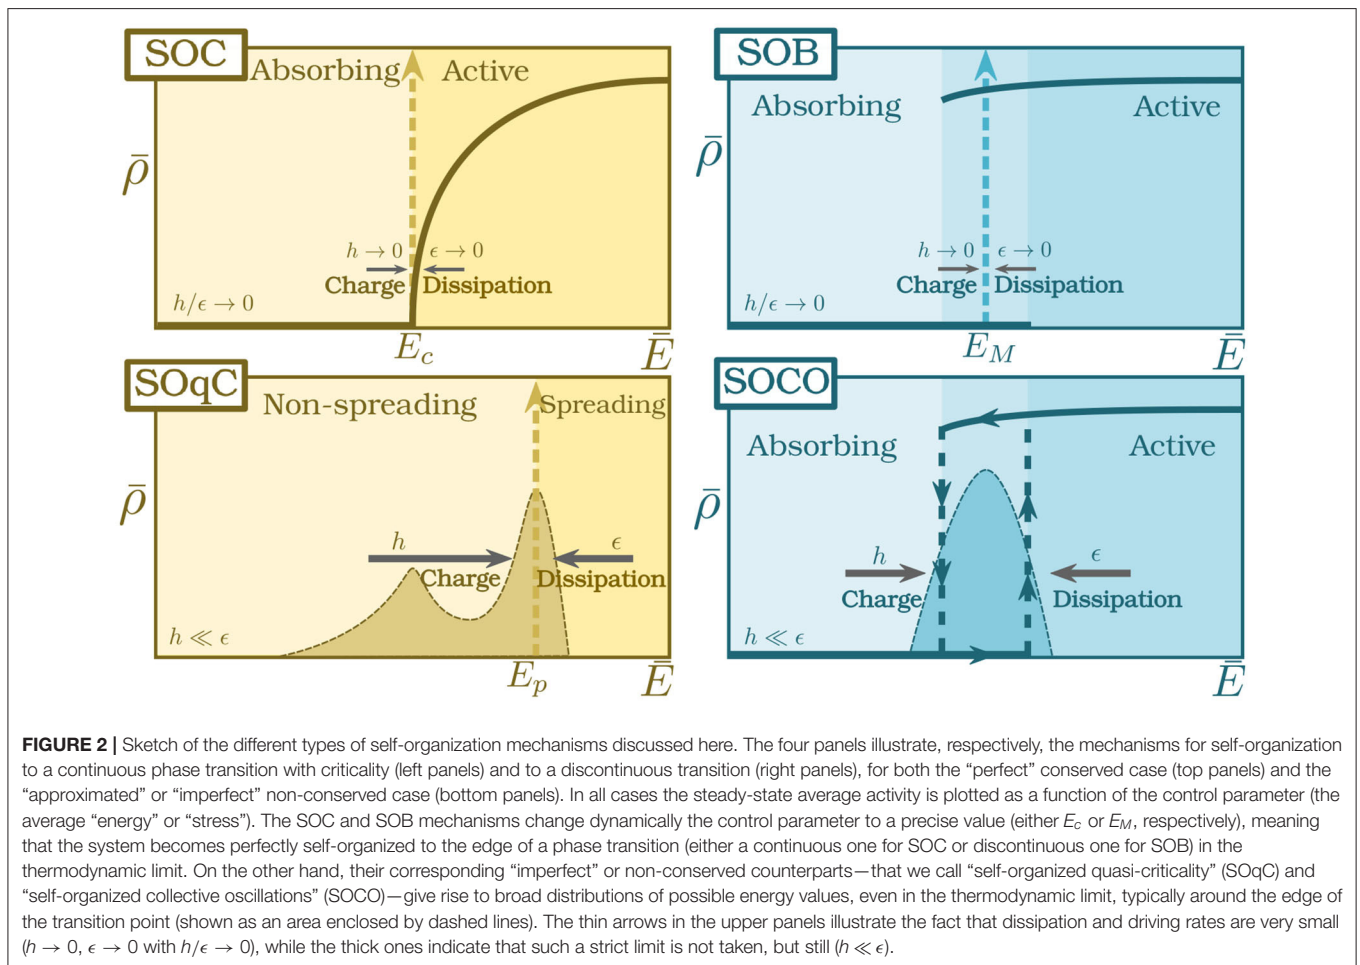 SOC
Absorbing Active
ρ̄
h → 0 ϵ → 0
Charge Dissipation
h/ϵ → 0
E_c Ē
SOB
Absorbing Active
ρ̄
h → 0 ϵ → 0
Charge Dissipation
h/ϵ → 0
E_M Ē
SOqC
Non-spreading Spreading
ρ̄
h ϵ
Charge Dissipation
h ≪ ϵ
E_p Ē
SOCO
Absorbing Active
ρ̄
h ϵ
Charge Dissipation
h ≪ ϵ
Ē
FIGURE 2 | Sketch of the different types of self-organization mechanisms discussed here. The four panels illustrate, respectively, the mechanisms for self-organization
to a continuous phase transition with criticality (left panels) and to a discontinuous transition (right panels), for both the “perfect” conserved case (top panels) and the
“approximated” or “imperfect” non-conserved case (bottom panels). In all cases the steady-state average activity is plotted as a function of the control parameter (the
average “energy” or “stress”). The SOC and SOB mechanisms change dynamically the control parameter to a precise value (either E_c or E_M, respectively), meaning
that the system becomes perfectly self-organized to the edge of a phase transition (either a continuous one for SOC or discontinuous one for SOB) in the
thermodynamic limit. On the other hand, their corresponding “imperfect” or non-conserved counterparts—that we call “self-organized quasi-criticality” (SOqC) and
“self-organized collective oscillations” (SOCO)—give rise to broad distributions of possible energy values, even in the thermodynamic limit, typically around the edge of
the transition point (shown as an area enclosed by dashed lines). The thin arrows in the upper panels illustrate the fact that dissipation and driving rates are very small
(h → 0, ϵ → 0 with h/ϵ → 0), while the thick ones indicate that such a strict limit is not taken, but still (h ≪ ϵ).